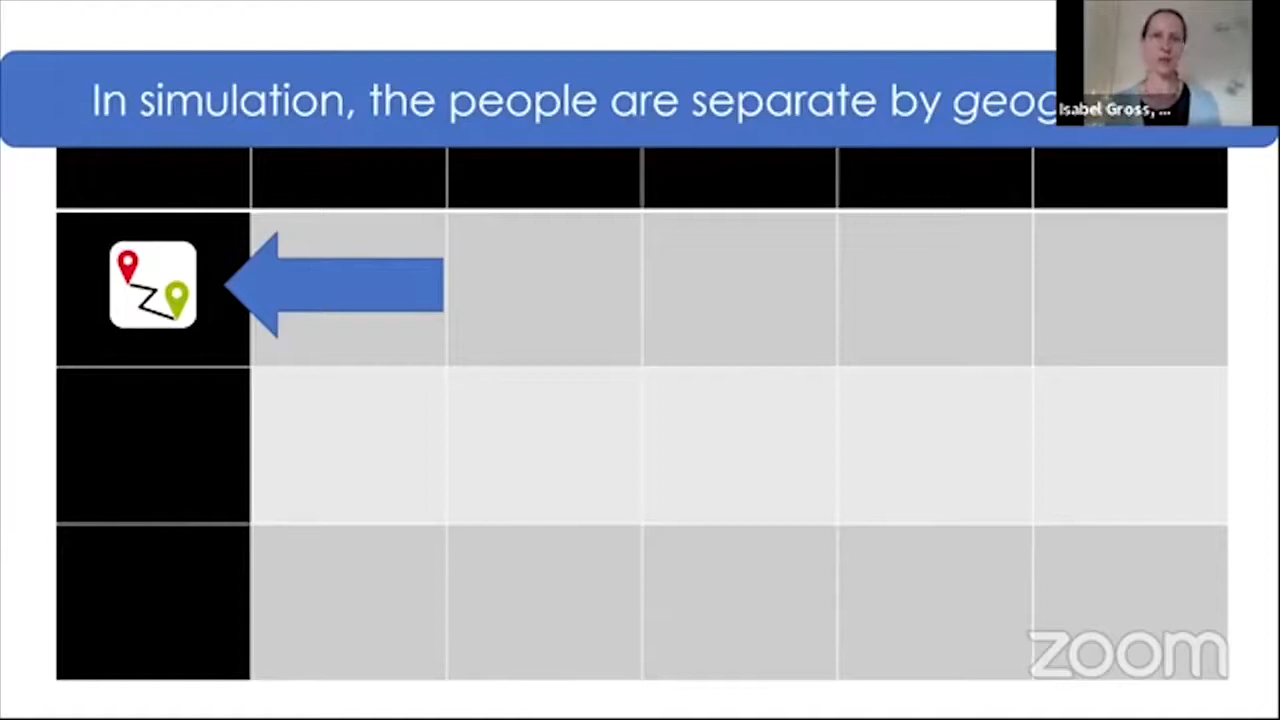 In simulation, the people are separate by geog
Isabel Gross, ...
zoom